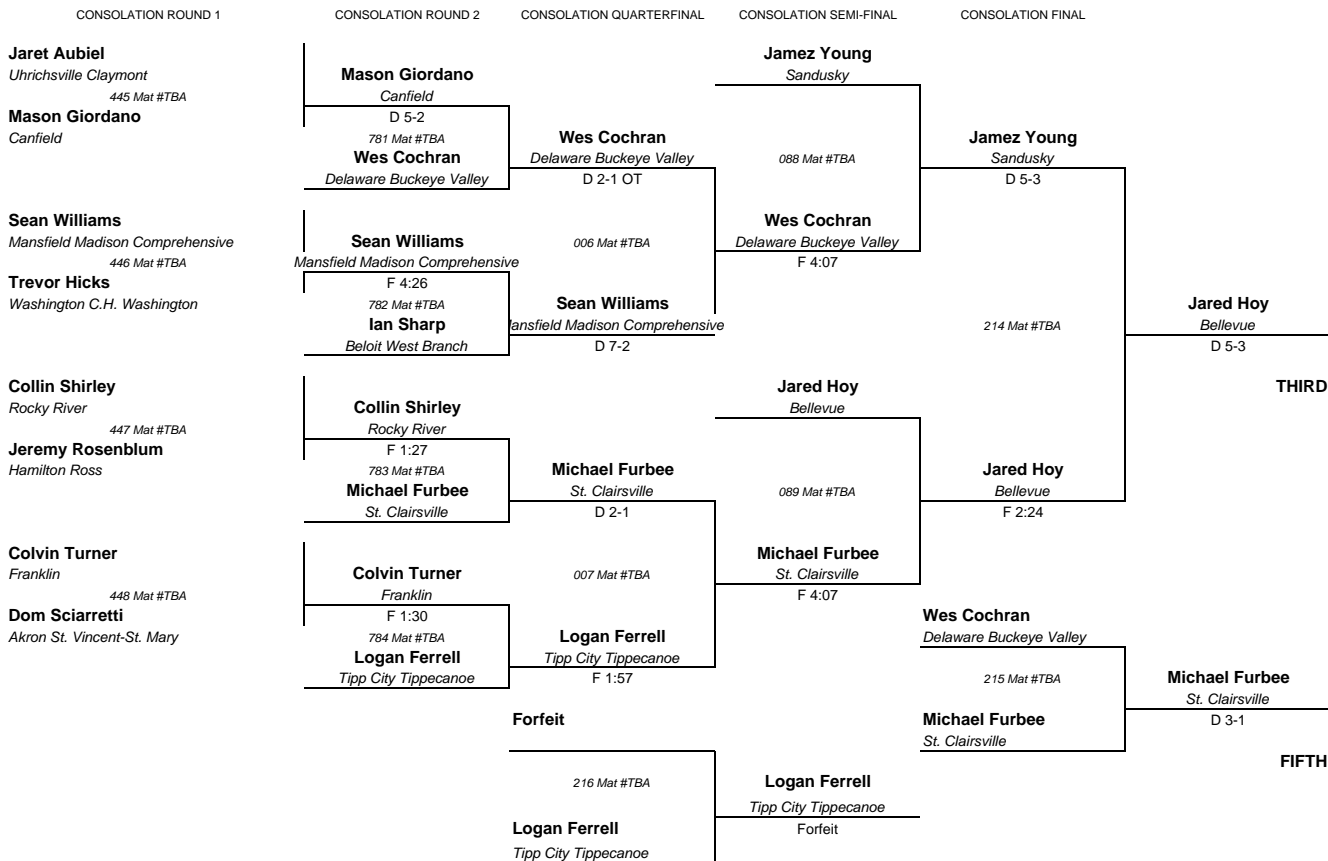 CONSOLATION ROUND 1
CONSOLATION ROUND 2
CONSOLATION QUARTERFINAL
CONSOLATION SEMI-FINAL
CONSOLATION FINAL
Jaret Aubiel
Uhrichsville Claymont
445 Mat #TBA
Mason Giordano
Canfield
Sean Williams
Mansfield Madison Comprehensive
446 Mat #TBA
Trevor Hicks
Washington C.H. Washington
Collin Shirley
Rocky River
447 Mat #TBA
Jeremy Rosenblum
Hamilton Ross
Colvin Turner
Franklin
448 Mat #TBA
Dom Sciarretti
Akron St. Vincent-St. Mary
Mason Giordano
Canfield
D 5-2
781 Mat #TBA
Wes Cochran
Delaware Buckeye Valley
Sean Williams
Mansfield Madison Comprehensive
F 4:26
782 Mat #TBA
Ian Sharp
Beloit West Branch
Collin Shirley
Rocky River
F 1:27
783 Mat #TBA
Michael Furbee
St. Clairsville
Colvin Turner
Franklin
F 1:30
784 Mat #TBA
Logan Ferrell
Tipp City Tippecanoe
Wes Cochran
Delaware Buckeye Valley
D 2-1 OT
006 Mat #TBA
Sean Williams
Mansfield Madison Comprehensive
D 7-2
Michael Furbee
St. Clairsville
D 2-1
007 Mat #TBA
Logan Ferrell
Tipp City Tippecanoe
F 1:57
Forfeit
216 Mat #TBA
Logan Ferrell
Tipp City Tippecanoe
Jamez Young
Sandusky
088 Mat #TBA
Wes Cochran
Delaware Buckeye Valley
F 4:07
Jared Hoy
Bellevue
089 Mat #TBA
Michael Furbee
St. Clairsville
F 4:07
Logan Ferrell
Tipp City Tippecanoe
Forfeit
Jamez Young
Sandusky
D 5-3
214 Mat #TBA
Jared Hoy
Bellevue
F 2:24
Wes Cochran
Delaware Buckeye Valley
215 Mat #TBA
Michael Furbee
St. Clairsville
Jared Hoy
Bellevue
D 5-3
THIRD
Michael Furbee
St. Clairsville
D 3-1
FIFTH